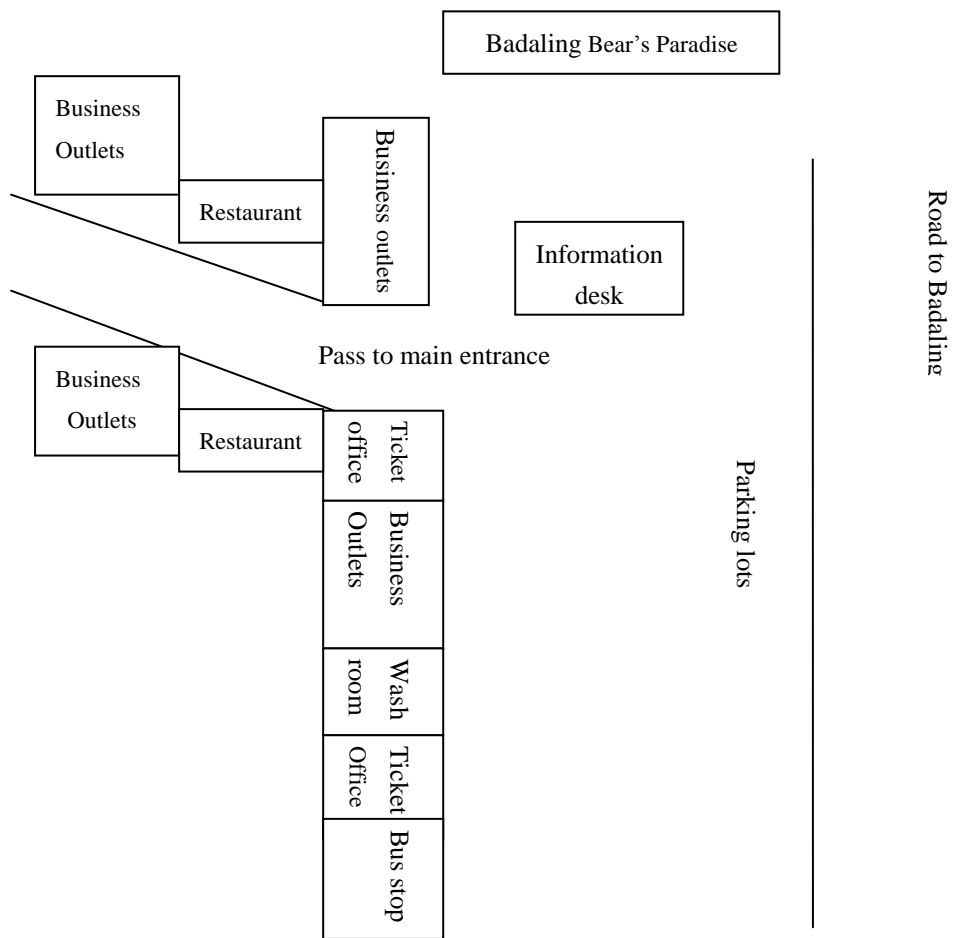 Badaling Bear’s Paradise
Business
Outlets
Business outlets
Restaurant
Road to Badaling
Information
desk
Pass to main entrance
Business
Outlets
Restaurant
Ticket
office
Parking lots
Business
Outlets
Wash
room
Ticket
Office
Bus stop